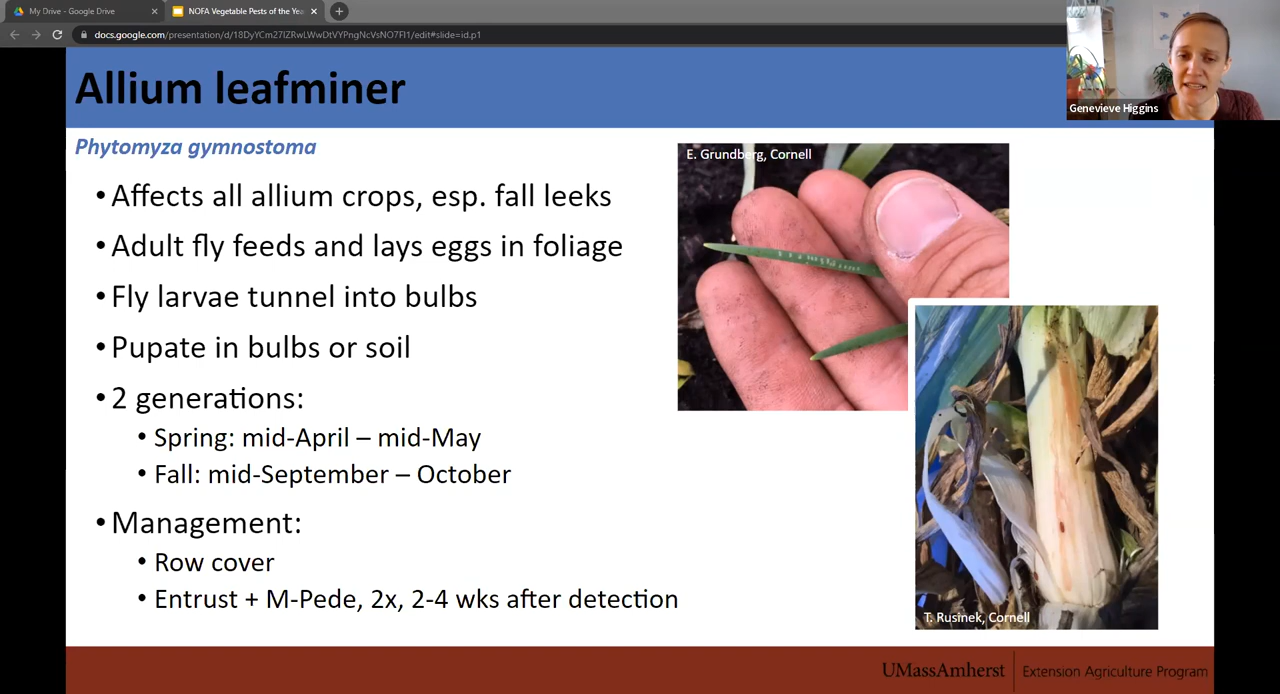 My Drive - Google Drive
NOFA Vegetable Pests of the Yea
docs.google.com/presentation/d/18DyYCm27IZRwLWwDtVYPngNcVsNO7FI1/edit#slide=id.p1
Genevieve Higgins
Allium leafminer
Phytomyza gymnostoma
• Affects all allium crops, esp. fall leeks
• Adult fly feeds and lays eggs in foliage
• Fly larvae tunnel into bulbs
• Pupate in bulbs or soil
• 2 generations:
• Spring: mid-April – mid-May
• Fall: mid-September – October
• Management:
• Row cover
• Entrust + M-Pede, 2x, 2-4 wks after detection
E. Grundberg, Cornell
T. Rusinek, Cornell
UMassAmherst
Extension Agriculture Program